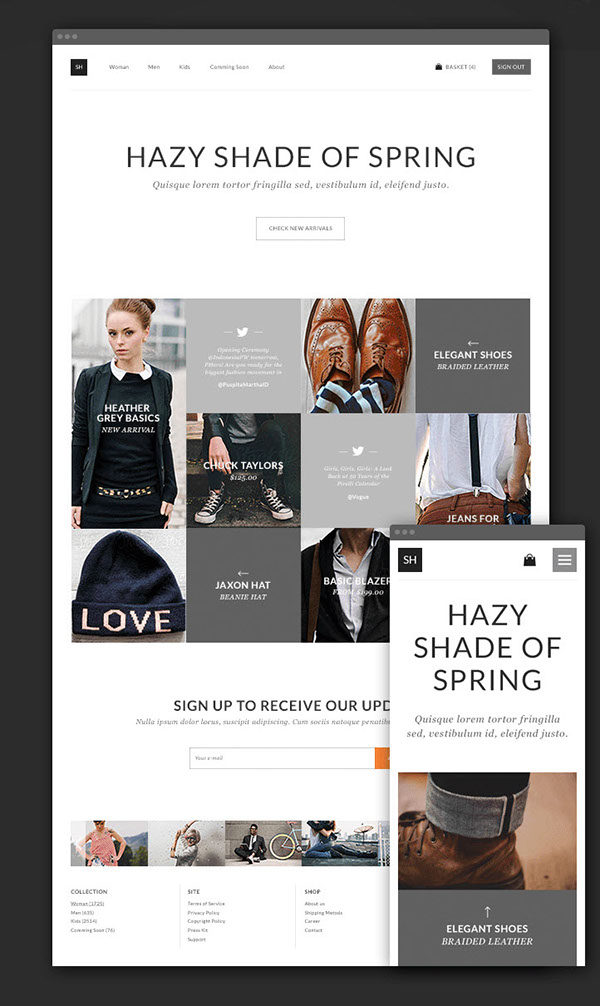 SH
Woman Men Kids Comming Soon About
BASKET (4)
SIGN OUT
HAZY SHADE OF SPRING
Quisque lorem tortor fringilla sed, vestibulum id, eleifend justo.
CHECK NEW ARRIVALS
HEATHER
GREY BASICS
NEW ARRIVAL
Opening Ceremony
@IndonesiaFW tomorrow,
Are you ready for the
biggest fashion movement in
@PuspitaMarthaID
ELEGANT SHOES
BRAIDED LEATHER
CHUCK TAYLORS
$125.00
Girls, Girls, Girls: A Look
Back at 50 Years of the
Pirelli Calendar
@Vogue
JEANS FOR
LOVE
JAXON HAT
BEANIE HAT
BASIC BLAZER
FROM $199.00
SIGN UP TO RECEIVE OUR UPD
Nulla ipsum dolor lacus, suscipit adipiscing. Cum sociis natoque penatib
Your e-mail
COLLECTION
Woman (1725)
Men (635)
Kids (2514)
Comming Soon (76)
SITE
Terms of Service
Privacy Policy
Copyright Policy
Press Kit
Support
SHOP
About us
Shipping Metods
Career
Contact
SH
HAZY
SHADE OF
SPRING
Quisque lorem tortor fringilla
sed, vestibulum id, eleifend justo.
ELEGANT SHOES
BRAIDED LEATHER